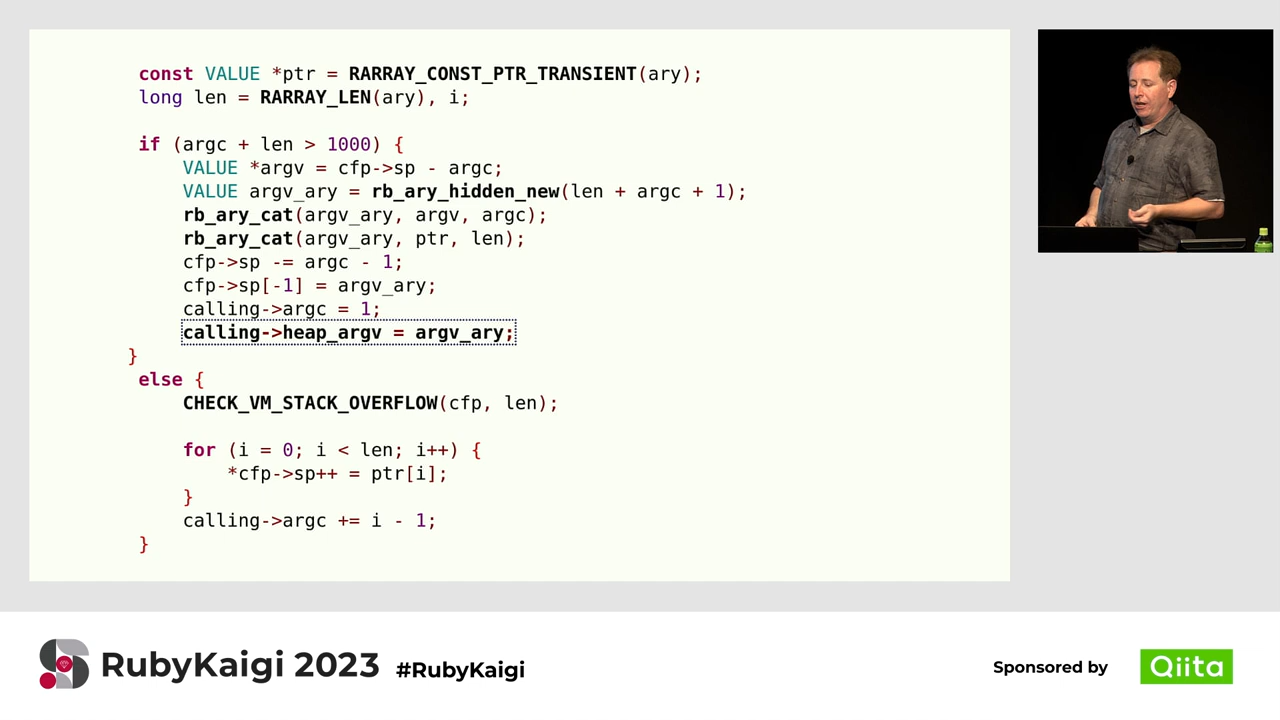 const VALUE *ptr = RARRAY_CONST_PTR_TRANSIENT(ary);
long len = RARRAY_LEN(ary), i;
if (argc + len > 1000) {
VALUE *argv = cfp->sp - argc;
VALUE argv_ary = rb_ary_hidden_new(len + argc + 1);
rb_ary_cat(argv_ary, argv, argc);
rb_ary_cat(argv_ary, ptr, len);
cfp->sp -= argc - 1;
cfp->sp[-1] = argv_ary;
calling->argc = 1;
calling->heap_argv = argv_ary;
}
else {
CHECK_VM_STACK_OVERFLOW(cfp, len);
for (i = 0; i < len; i++) {
*cfp->sp++ = ptr[i];
}
calling->argc += i - 1;
}
RubyKaigi 2023 #RubyKaigi
Sponsored by Qiita